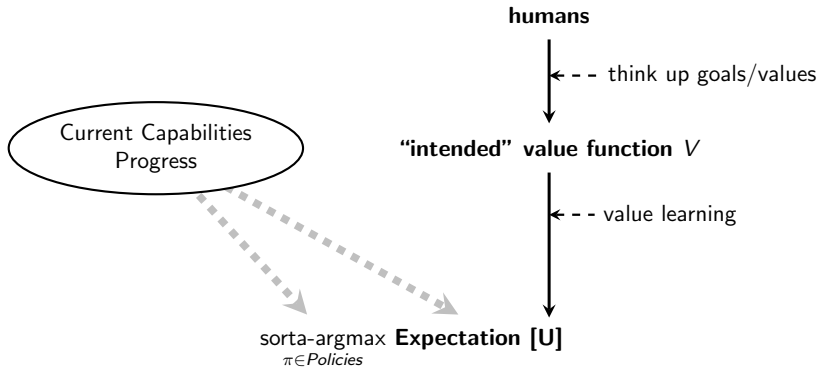 humans
think up goals/values
Current Capabilities
Progress
“intended” value function V
value learning
sorta-argmax Expectation [U]
π∈Policies